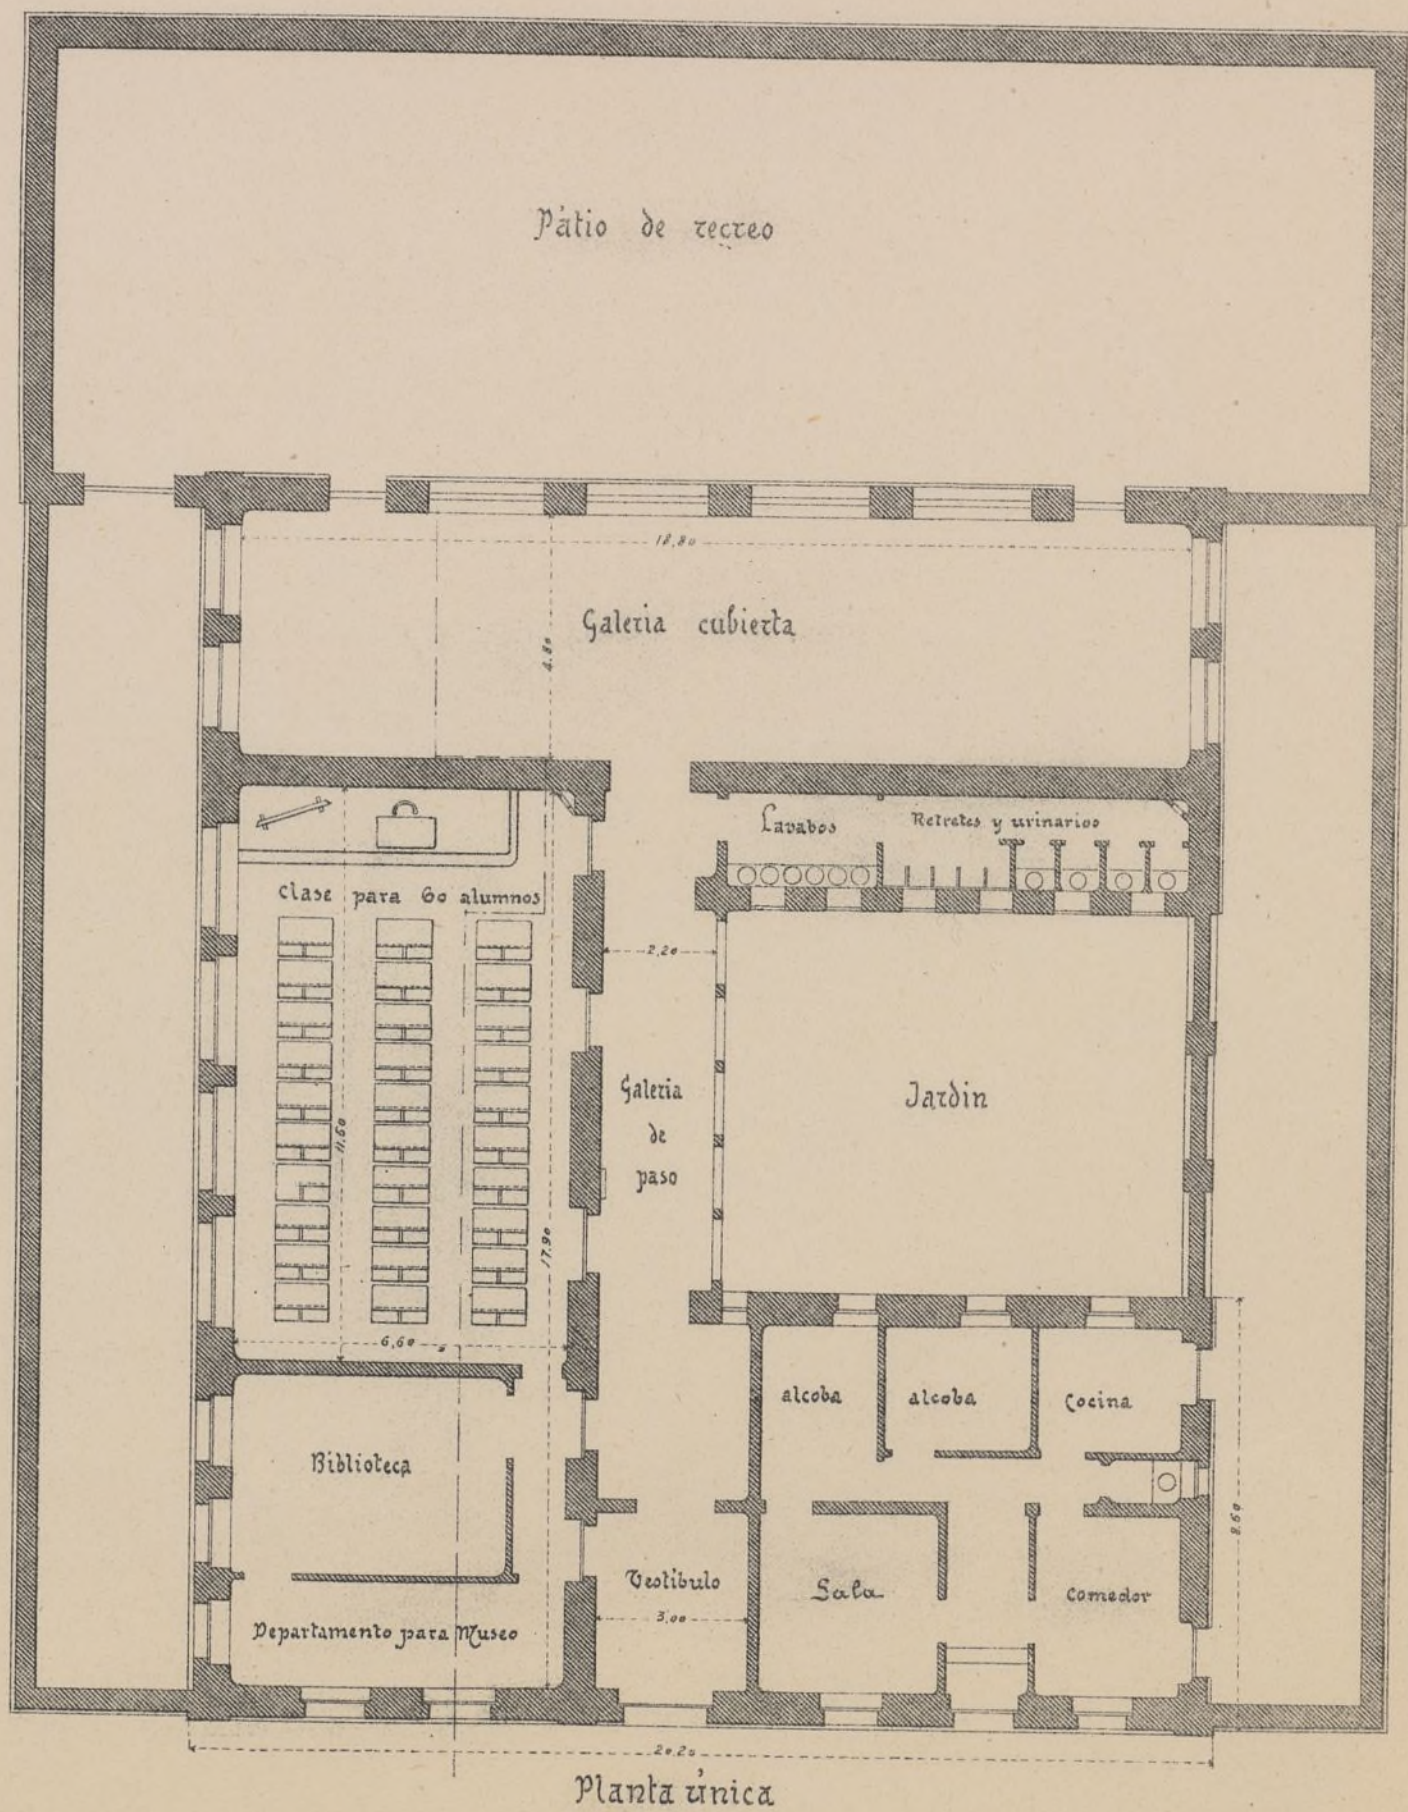 Pátio de recreo
18,80
Galeria cubierta
4.80
Lavabos
Retretes y urinarios
Clase para 60 alumnos
2,20
Galeria
de
paso
Jardin
11.60
17.90
6,60
alcoba
alcoba
Cocina
Biblioteca
8.60
Vestíbulo
3,00
Sala
Comedor
Departamento para Museo
20,20
Planta única